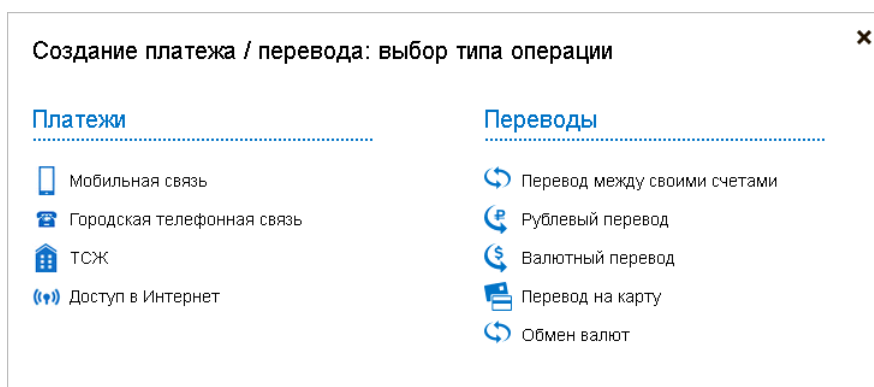 Создание платежа / перевода: выбор типа операции
Платежи
Мобильная связь
Городская телефонная связь
ТСЖ
Доступ в Интернет
Переводы
Перевод между своими счетами
Рублевый перевод
Валютный перевод
Перевод на карту
Обмен валют